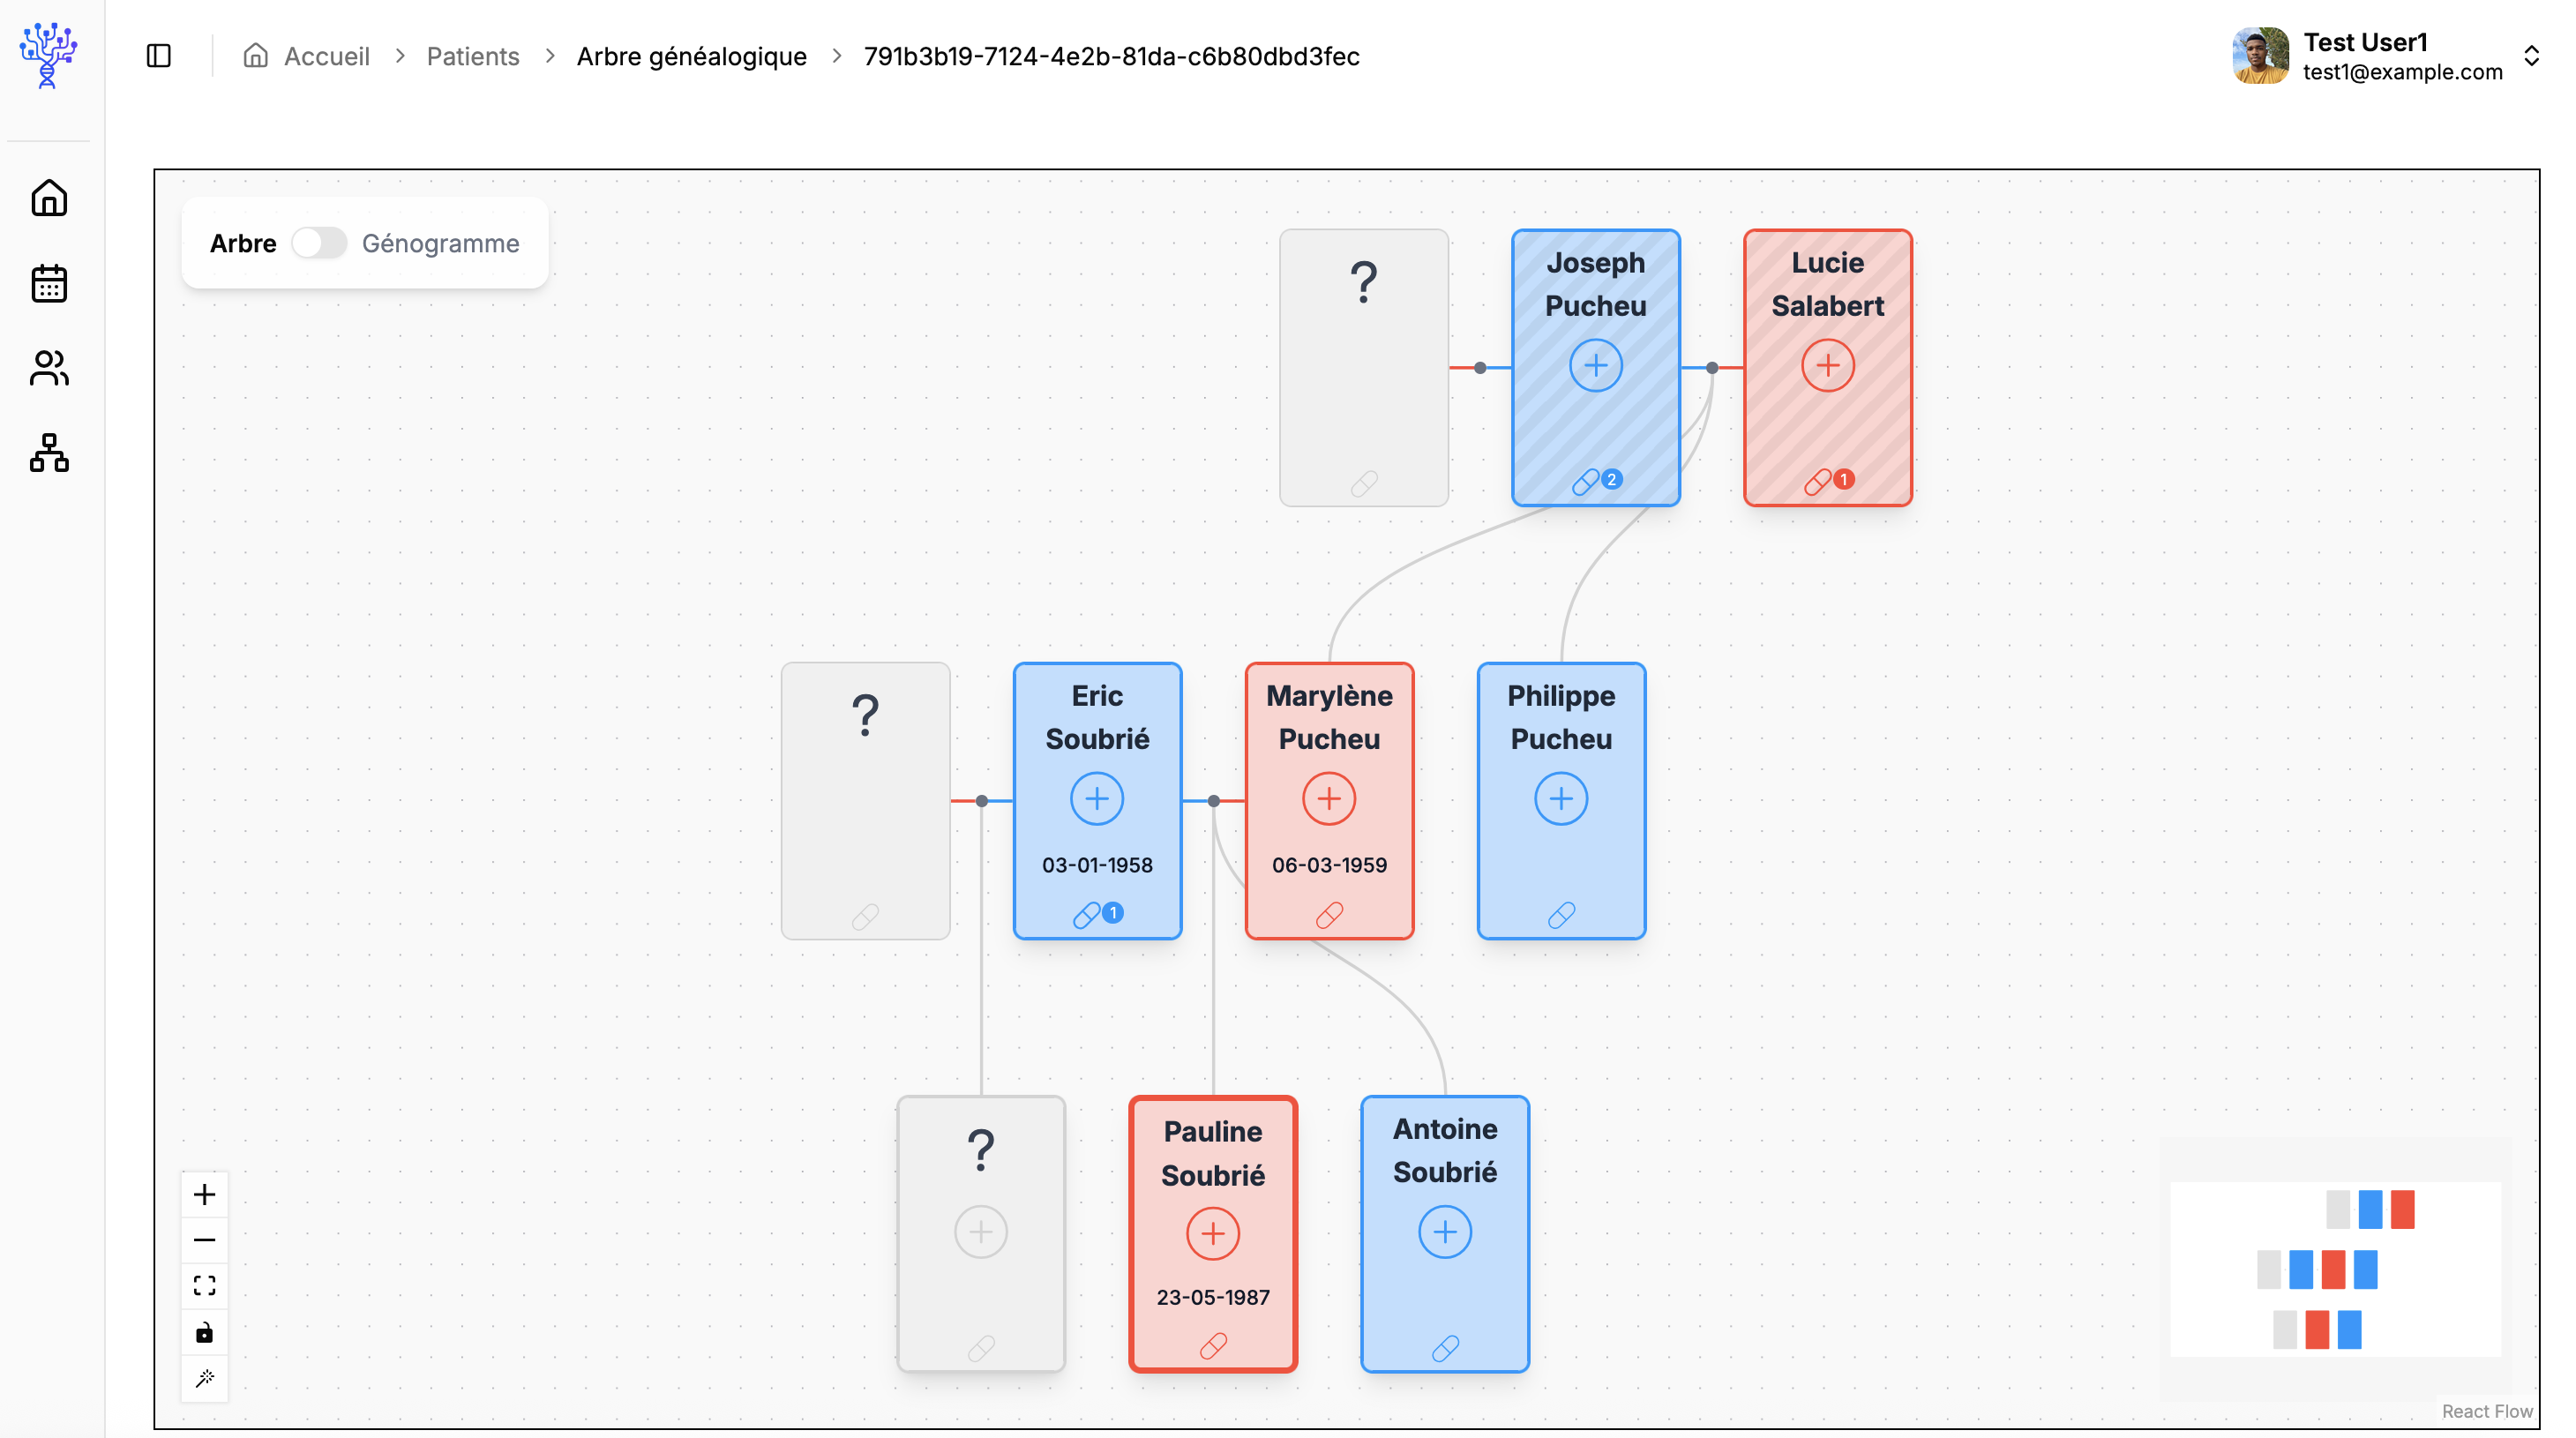 Accueil > Patients > Arbre généalogique > 791b3b19-7124-4e2b-81da-c6b80dbd3fec
Test User1
test1@example.com
Arbre Génogramme
?
Joseph
Pucheu
2
Lucie
Salabert
1
?
Eric
Soubrié
03-01-1958
1
Marylène
Pucheu
06-03-1959
Philippe
Pucheu
?
Pauline
Soubrié
23-05-1987
Antoine
Soubrié
React Flow